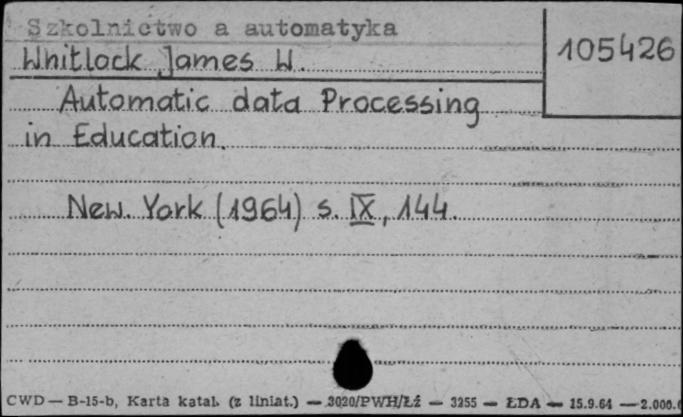 Szkolnictwo a automatyka
105426
Whitlock James W.
Automatic data Processing
in Education.
New. York (1964) s. IX, 144.
CWD — B-15-b, Karta katal. (z liniat.) — 3020/PWH/Łź — 3255 — ŁDA — 15.9.64 — 2.000.